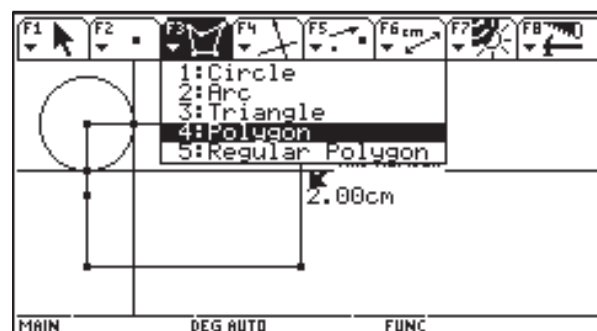 F1 F2 F3 F4 F5 F6 cm F7 F8
1:Circle
2:Arc
3:Triangle
4:Polygon
5:Regular Polygon
2.00cm
MAIN DEG AUTO FUNC